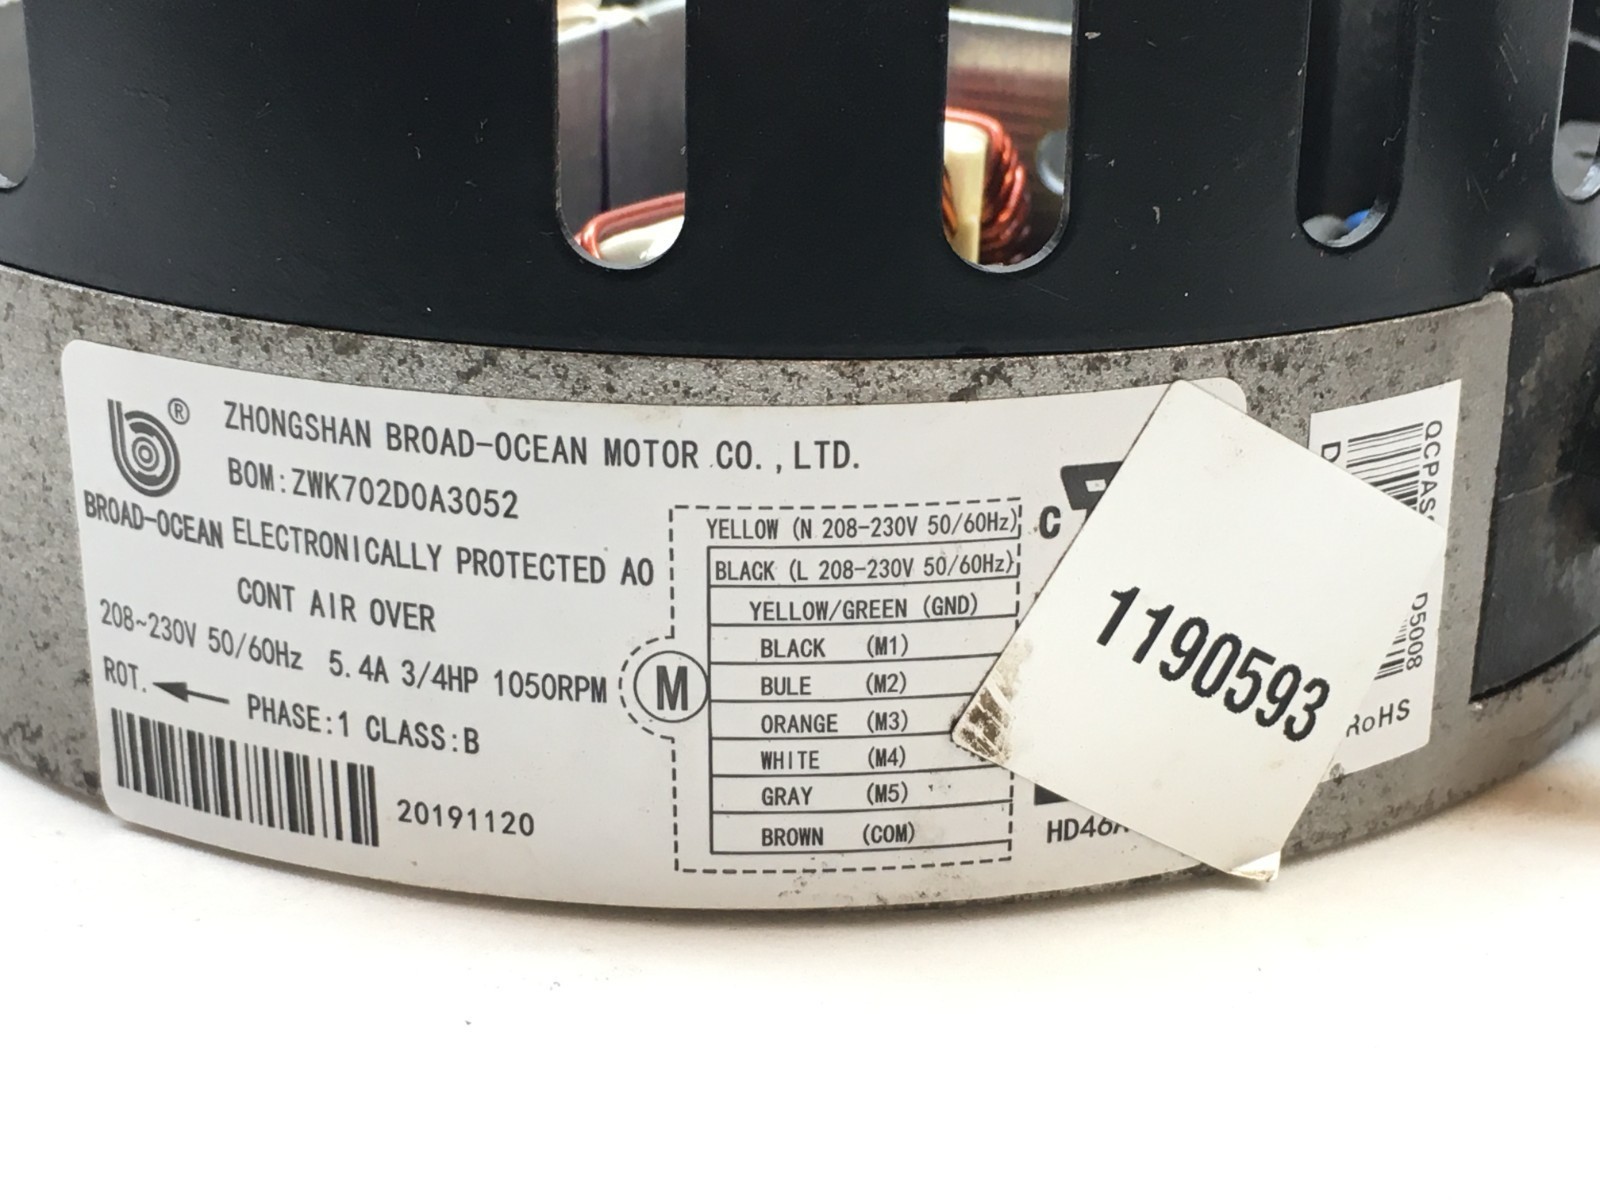 ®
ZHONGSHAN BROAD-OCEAN MOTOR CO., LTD.
BOM:ZWK702D0A3052
BROAD-OCEAN
ELECTRONICALLY PROTECTED AO
CONT AIR OVER
208~230V 50/60Hz 5.4A 3/4HP 1050RPM
ROT.
PHASE:1 CLASS:B
20191120
M
YELLOW (N 208-230V 50/60Hz)
BLACK (L 208-230V 50/60Hz)
YELLOW/GREEN (GND)
BLACK (M1)
BULE (M2)
ORANGE (M3)
WHITE (M4)
GRAY (M5)
BROWN (COM)
C
1190593
D5008
RoHS